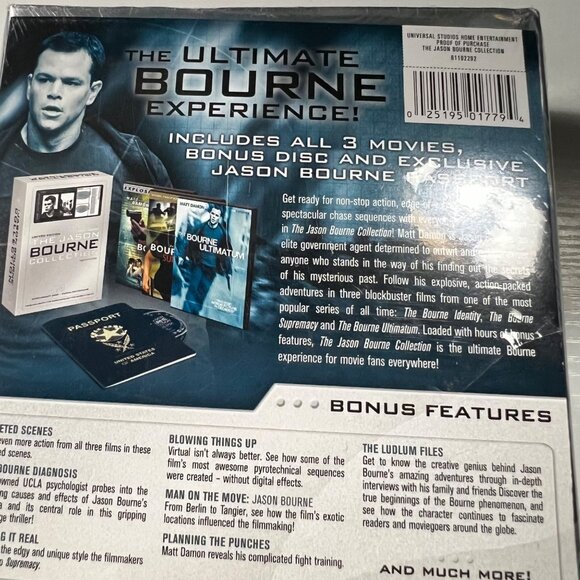 UNIVERSAL STUDIOS HOME ENTERTAINMENT
PROOF OF PURCHASE
THE JASON BOURNE COLLECTION
61102282
0 25195 01779 4
THE ULTIMATE
BOURNE
EXPERIENCE!
INCLUDES ALL 3 MOVIES,
BONUS DISC AND EXCLUSIVE
JASON BOURNE PASSPORT
THE JASON
BOURNE
COLLECTION
EXPLOS
MATT DAMON
BOURNE
ULTIMATUM
PASSPORT
UNITED STATES
OF AMERICA
Get ready for non-stop action,
spectacular chase sequences with
in The Jason Bourne Collection! Matt Damon is
elite government agent determined to outwit and
anyone who stands in the way of his finding out the secrets
of his mysterious past. Follow his explosive, action-packed
adventures in three blockbuster films from one of the most
popular series of all time: The Bourne Identity, The Bourne
Supremacy and The Bourne Ultimatum. Loaded with hours of bonus
features, The Jason Bourne Collection is the ultimate Bourne
experience for movie fans everywhere!
BONUS FEATURES
ETED SCENES
even more action from all three films in these
ed scenes.
BOURNE DIAGNOSIS
owned UCLA psychologist probes into the
ng causes and effects of Jason Bourne's
a and its central role in this gripping
ge thriller!
G IT REAL
the edgy and unique style the filmmakers
o Supremacy.
BLOWING THINGS UP
Virtual isn't always better. See how some of the
film's most awesome pyrotechnical sequences
were created - without digital effects.
MAN ON THE MOVE: JASON BOURNE
From Berlin to Tangier, see how the film's exotic
locations influenced the filmmaking!
PLANNING THE PUNCHES
Matt Damon reveals his complicated fight training.
THE LUDLUM FILES
Get to know the creative genius behind Jason
Bourne's amazing adventures through in-depth
interviews with his family and friends Discover the
true beginnings of the Bourne phenomenon, and
see how the character continues to fascinate
readers and moviegoers around the globe.
AND MUCH MORE!